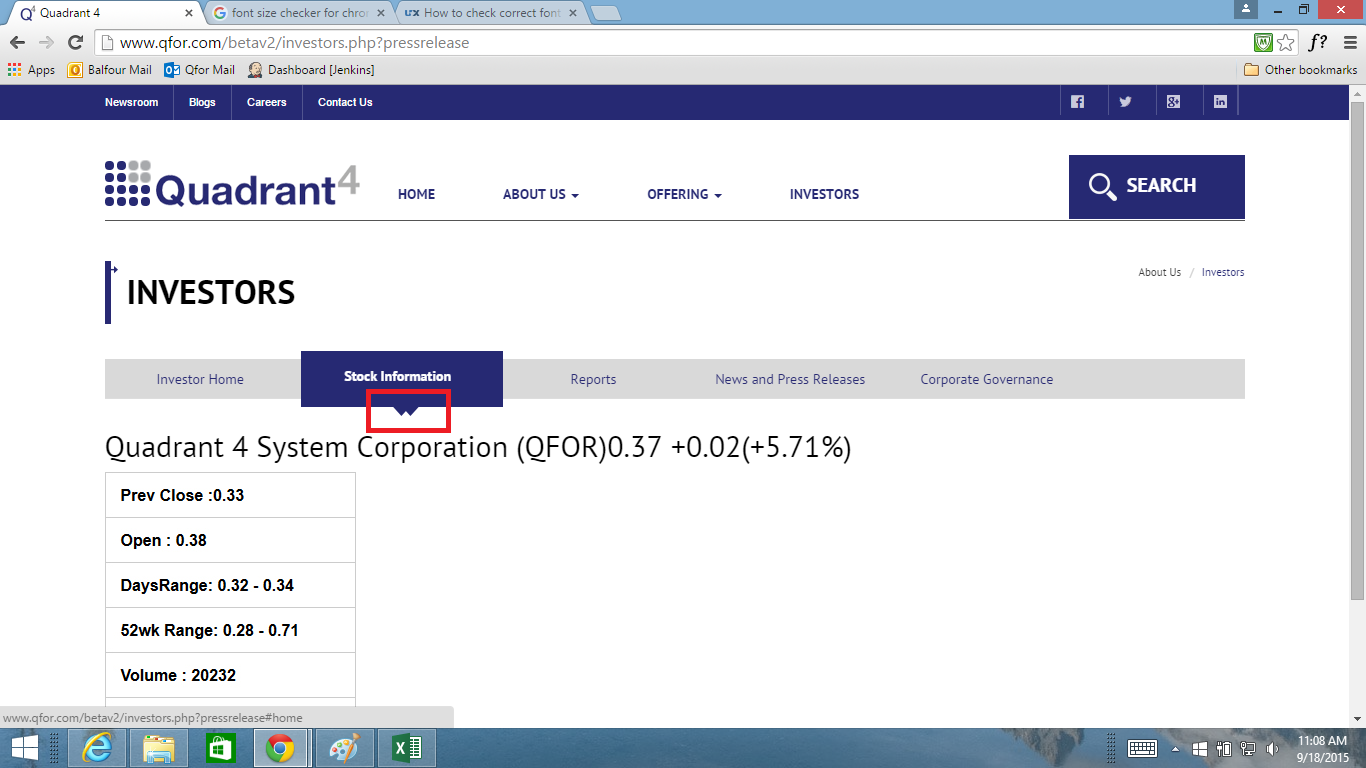 Q4 Quadrant 4
font size checker for chror
UX How to check correct font
www.qfor.com/betav2/investors.php?pressrelease
f?
Apps Balfour Mail Qfor Mail Dashboard [Jenkins] Other bookmarks
Newsroom Blogs Careers Contact Us
Quadrant4 HOME ABOUT US OFFERING INVESTORS SEARCH
INVESTORS
About Us / Investors
Investor Home Stock Information Reports News and Press Releases Corporate Governance
Quadrant 4 System Corporation (QFOR)0.37 +0.02(+5.71%)
Prev Close :0.33
Open : 0.38
DaysRange: 0.32 - 0.34
52wk Range: 0.28 - 0.71
Volume : 20232
www.qfor.com/betav2/investors.php?pressrelease#home
11:08 AM
9/18/2015